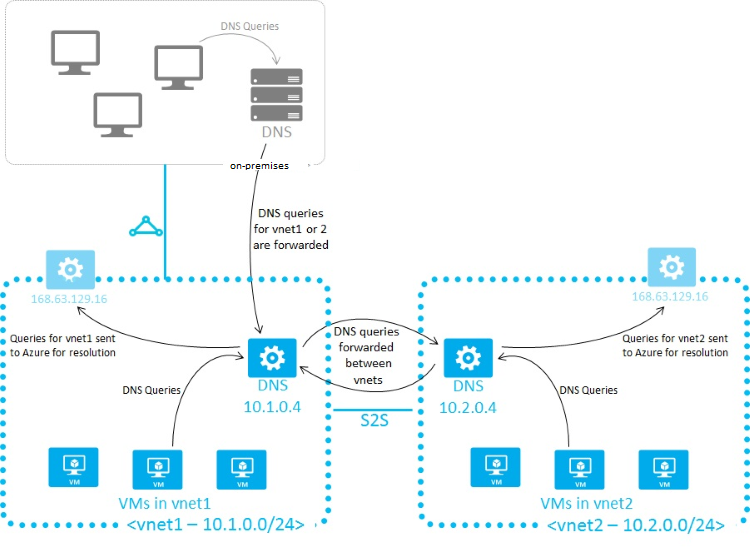 DNS Queries
DNS
on-premises
DNS queries
for vnet1 or 2
are forwarded
168.63.129.16
168.63.129.16
Queries for vnet1 sent
to Azure for resolution
DNS queries
forwarded
between
vnets
Queries for vnet2 sent
to Azure for resolution
DNS
10.1.0.4
DNS
10.2.0.4
DNS Queries
DNS Queries
S2S
VM
VM
VM
VM
VM
VM
VMs in vnet1
<vnet1 – 10.1.0.0/24>
VMs in vnet2
<vnet2 – 10.2.0.0/24>